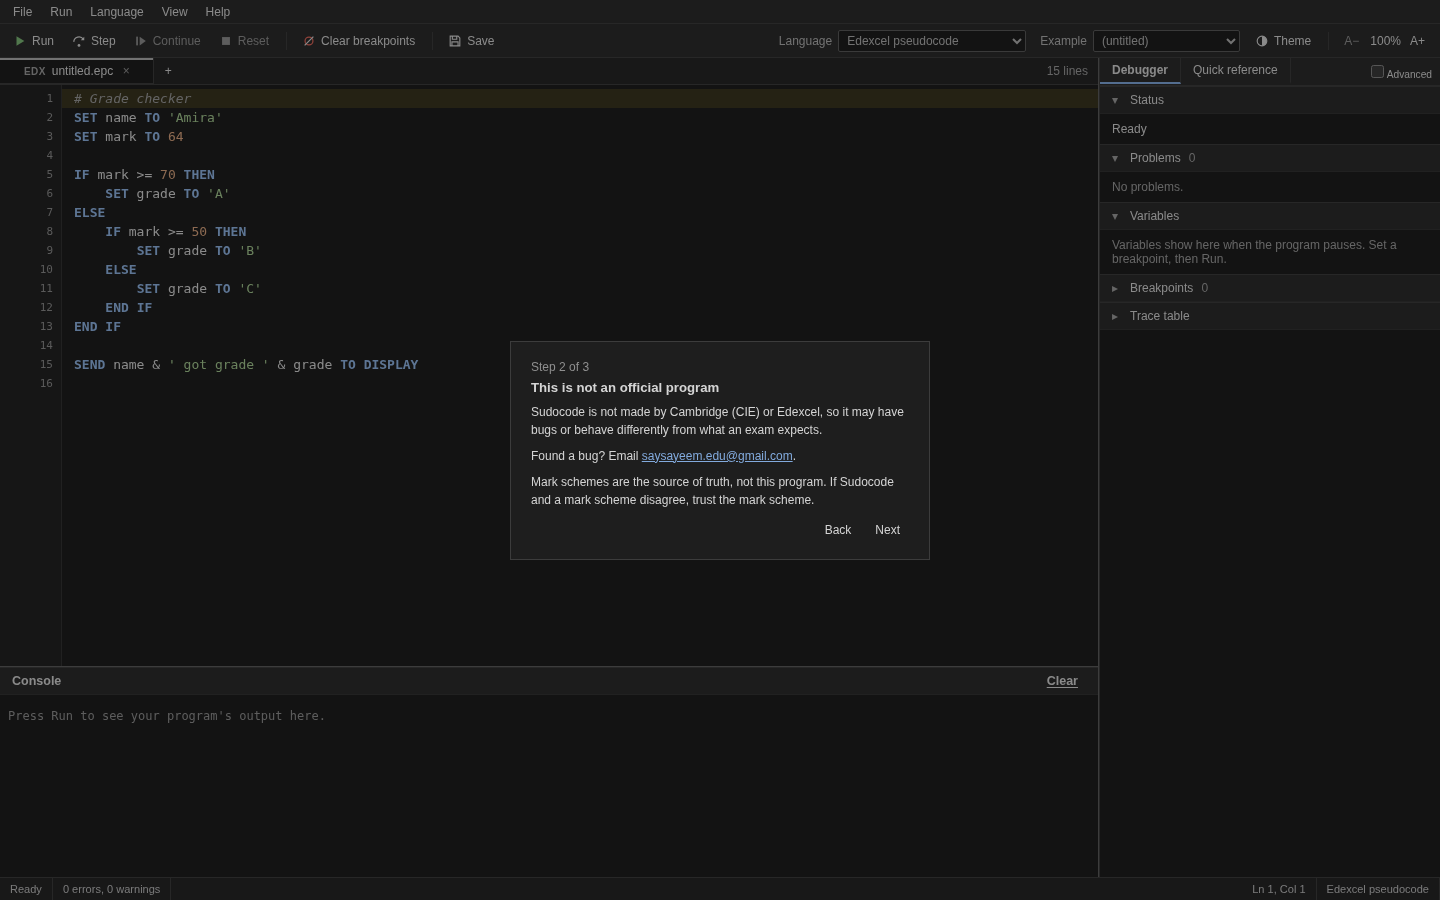 File Run Language View Help
Run Step Continue Reset Clear breakpoints Save Language Edexcel pseudocode Example (untitled) Theme A− 100% A+
EDX untitled.epc × + 15 lines
1 # Grade checker
2 SET name TO 'Amira'
3 SET mark TO 64
4
5 IF mark >= 70 THEN
6 SET grade TO 'A'
7 ELSE
8 IF mark >= 50 THEN
9 SET grade TO 'B'
10 ELSE
11 SET grade TO 'C'
12 END IF
13 END IF
14
15 SEND name & ' got grade ' & grade TO DISPLAY
16
Step 2 of 3
This is not an official program
Sudocode is not made by Cambridge (CIE) or Edexcel, so it may have
bugs or behave differently from what an exam expects.
Found a bug? Email saysayeem.edu@gmail.com.
Mark schemes are the source of truth, not this program. If Sudocode
and a mark scheme disagree, trust the mark scheme.
Back Next
Console Clear
Press Run to see your program's output here.
Debugger Quick reference Advanced
Status
Ready
Problems 0
No problems.
Variables
Variables show here when the program pauses. Set a
breakpoint, then Run.
Breakpoints 0
Trace table
Ready 0 errors, 0 warnings Ln 1, Col 1 Edexcel pseudocode